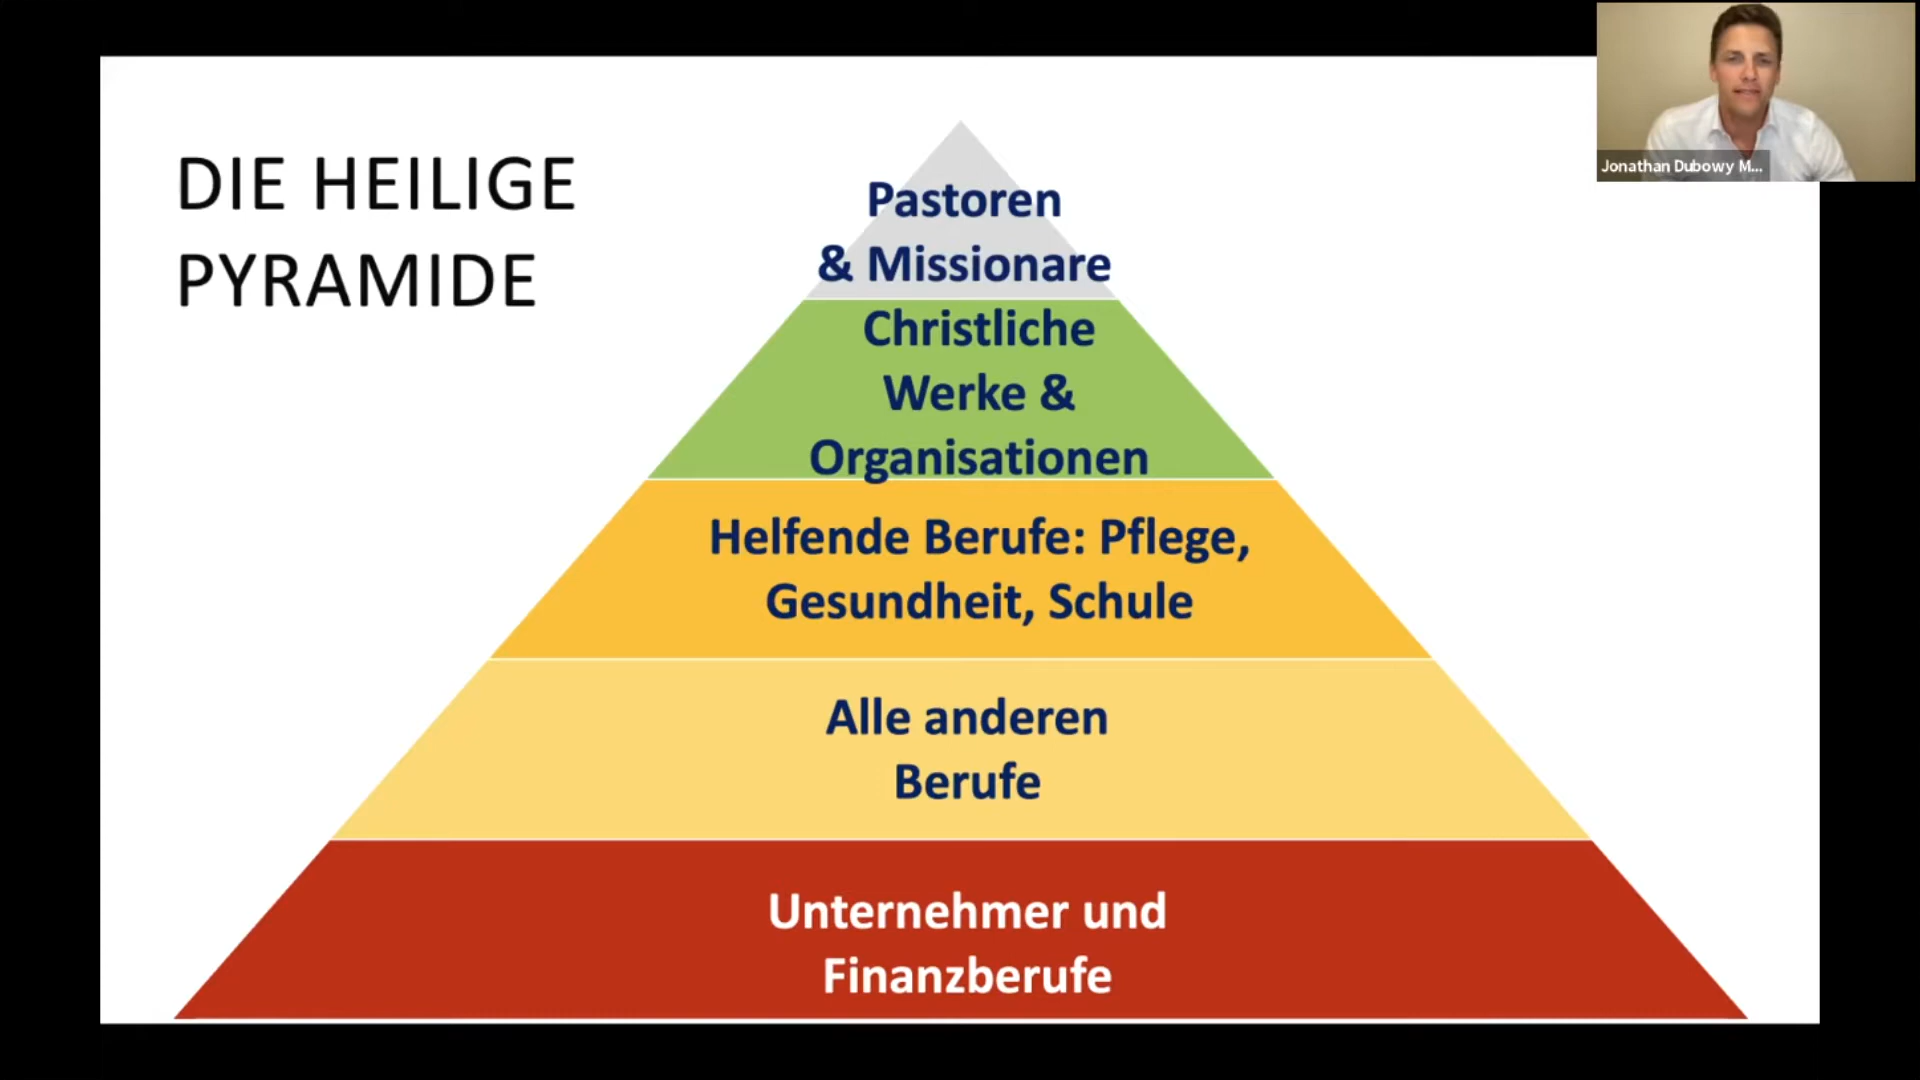 DIE HEILIGE
PYRAMIDE
Pastoren
& Missionare
Christliche
Werke &
Organisationen
Helfende Berufe: Pflege,
Gesundheit, Schule
Alle anderen
Berufe
Unternehmer und
Finanzberufe
Jonathan Dubowy M...